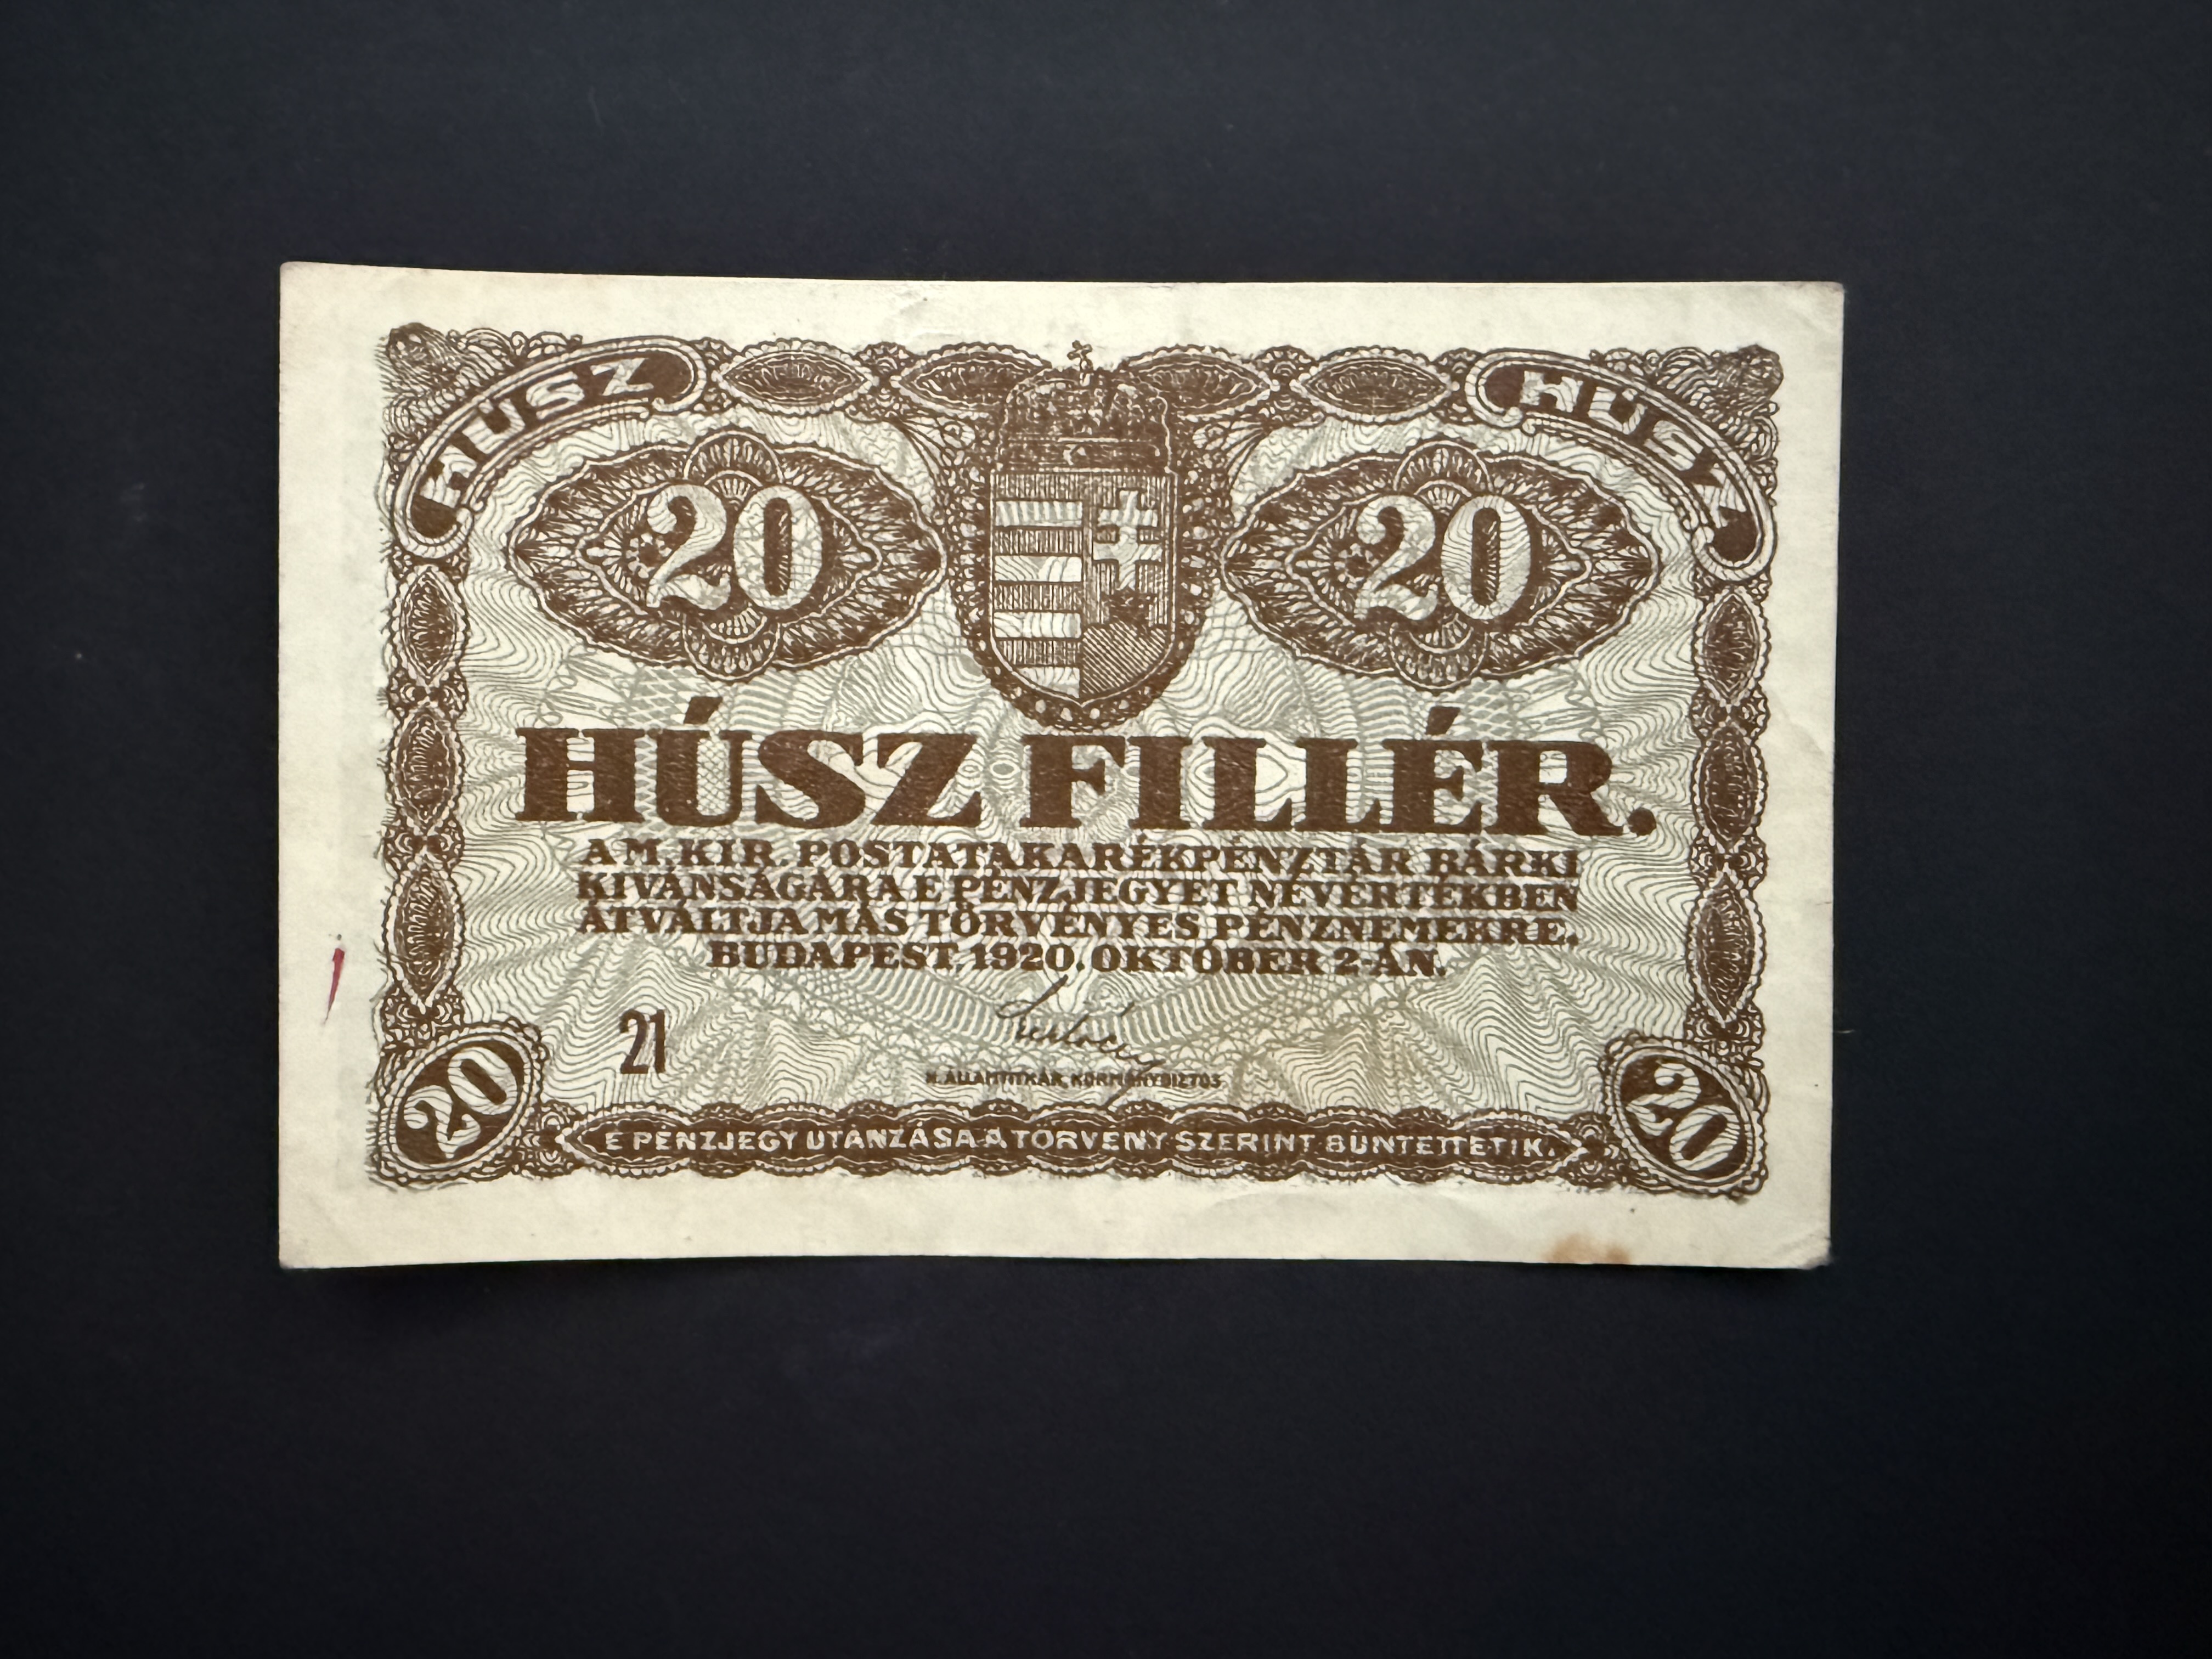 HÚSZ HÚSZ
20 20
HÚSZ FILLÉR.
A M. KIR. POSTATAKARÉKPÉNZTÁR BÁRKI
KIVÁNSÁGÁRA E PÉNZJEGYET NÉVÉRTÉKBEN
ÁTVÁLTJA MÁS TÖRVÉNYES PÉNZNEMEKRE.
BUDAPEST, 1920. OKTÓBER 2-ÁN.
21
H. ÁLLAMTITKÁR, KORMÁNYBIZTOS
20 20
E PÉNZJEGY UTÁNZÁSA A TÖRVÉNY SZERINT BÜNTETTETIK.